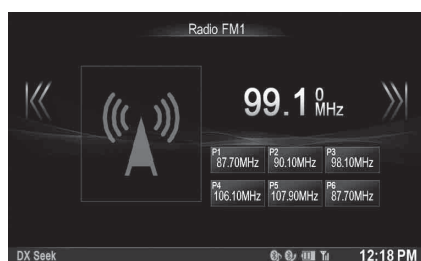 Radio FM1
99.1 0 MHz
P1 87.70MHz P2 90.10MHz P3 98.10MHz
P4 106.10MHz P5 107.90MHz P6 87.70MHz
DX Seek 12:18 PM